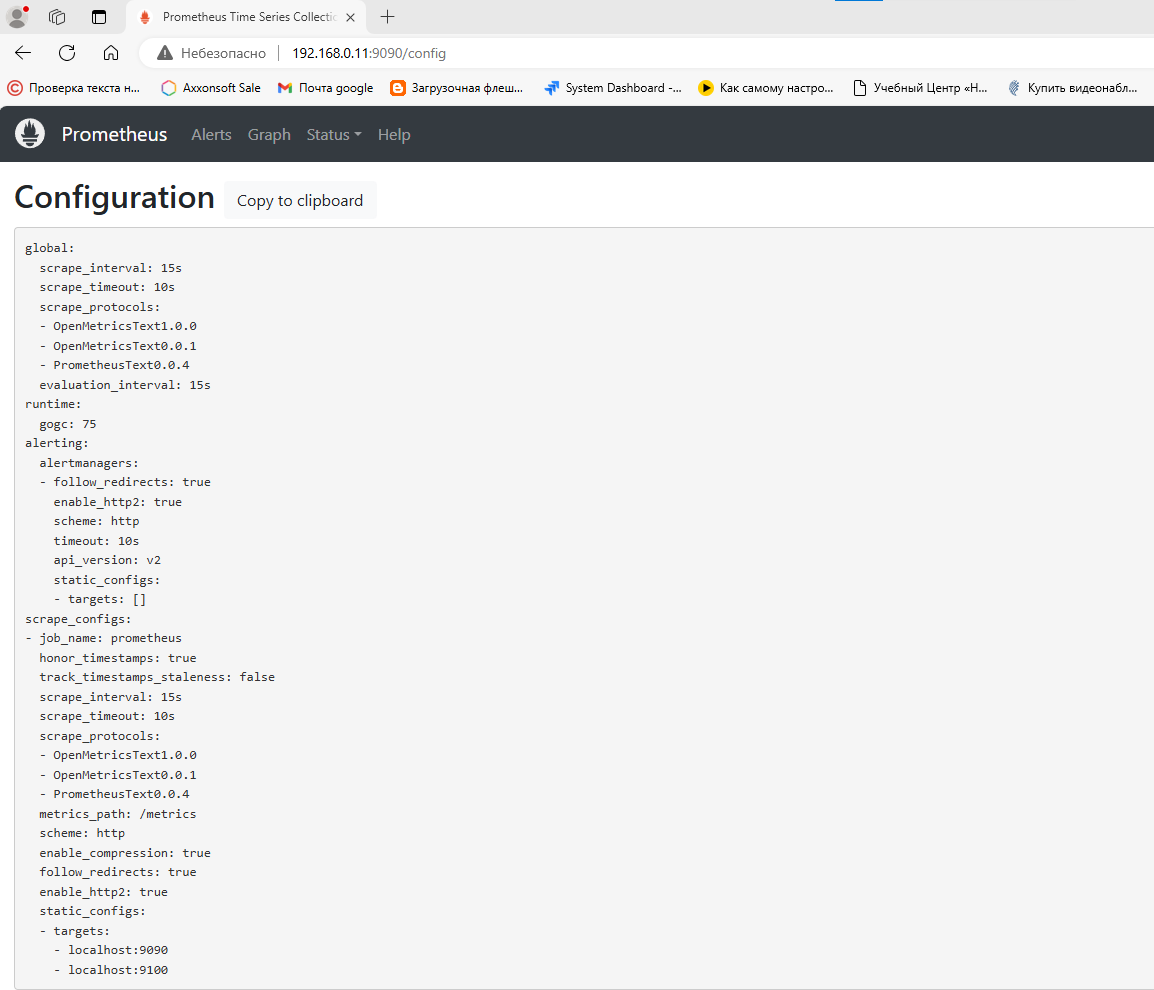 Prometheus Time Series Collectic
Небезопасно 192.168.0.11:9090/config
Проверка текста н... Axxonsoft Sale Почта google Загрузочная флеш... System Dashboard -... Как самому настро... Учебный Центр «Н... Купить видеонабл...
Prometheus Alerts Graph Status Help
Configuration Copy to clipboard
global:
  scrape_interval: 15s
  scrape_timeout: 10s
  scrape_protocols:
  - OpenMetricsText1.0.0
  - OpenMetricsText0.0.1
  - PrometheusText0.0.4
  evaluation_interval: 15s
runtime:
  gogc: 75
alerting:
  alertmanagers:
  - follow_redirects: true
    enable_http2: true
    scheme: http
    timeout: 10s
    api_version: v2
    static_configs:
    - targets: []
scrape_configs:
- job_name: prometheus
  honor_timestamps: true
  track_timestamps_staleness: false
  scrape_interval: 15s
  scrape_timeout: 10s
  scrape_protocols:
  - OpenMetricsText1.0.0
  - OpenMetricsText0.0.1
  - PrometheusText0.0.4
  metrics_path: /metrics
  scheme: http
  enable_compression: true
  follow_redirects: true
  enable_http2: true
  static_configs:
  - targets:
    - localhost:9090
    - localhost:9100